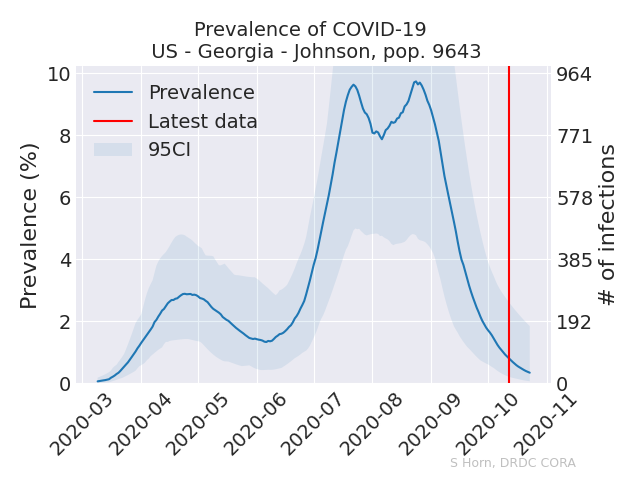 Prevalence of COVID-19
US - Georgia - Johnson, pop. 9643
Prevalence (%)
10
8
6
4
2
0
Prevalence
Latest data
95CI
964
771
578
385
192
0
# of infections
2020-03
2020-04
2020-05
2020-06
2020-07
2020-08
2020-09
2020-10
2020-11
S Horn, DRDC CORA